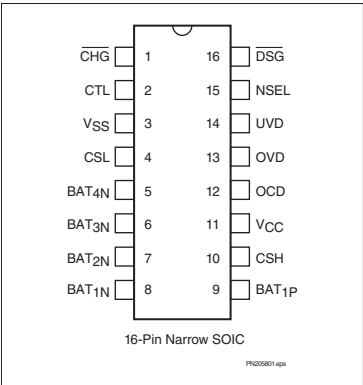 CHG 1 16 DSG
CTL 2 15 NSEL
VSS 3 14 UVD
CSL 4 13 OVD
BAT4N 5 12 OCD
BAT3N 6 11 VCC
BAT2N 7 10 CSH
BAT1N 8 9 BAT1P
16-Pin Narrow SOIC
PN205801.eps